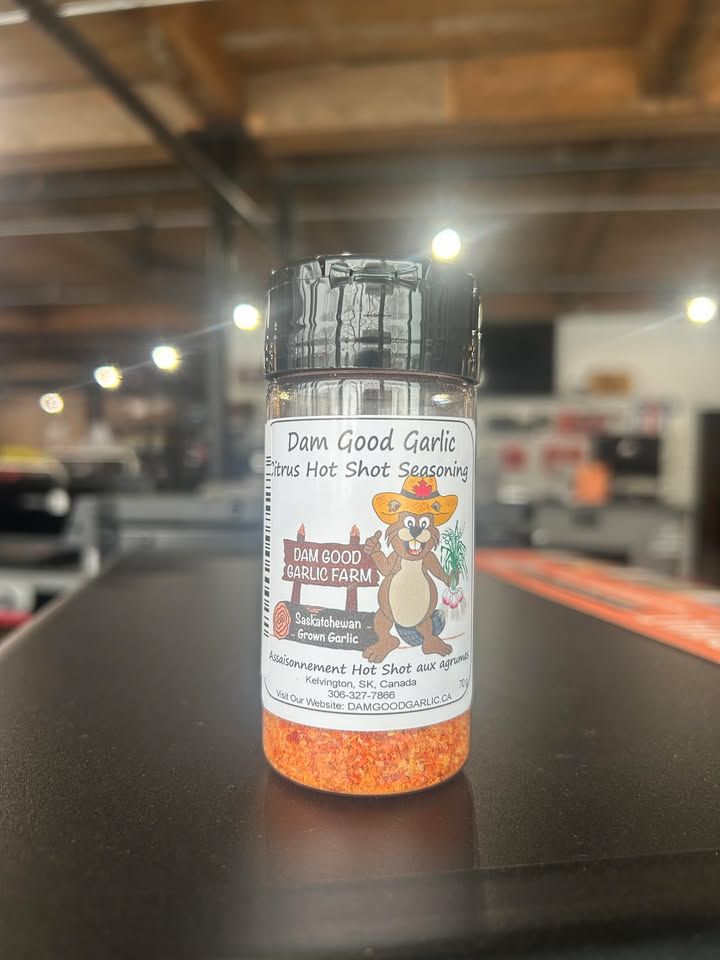 Dam Good Garlic
Citrus Hot Shot Seasoning
DAM GOOD
GARLIC FARM
Saskatchewan
Grown Garlic
Assaisonnement Hot Shot aux agrumes
Kelvington, SK, Canada
70g
306-327-7866
Visit Our Website: DAMGOODGARLIC.CA